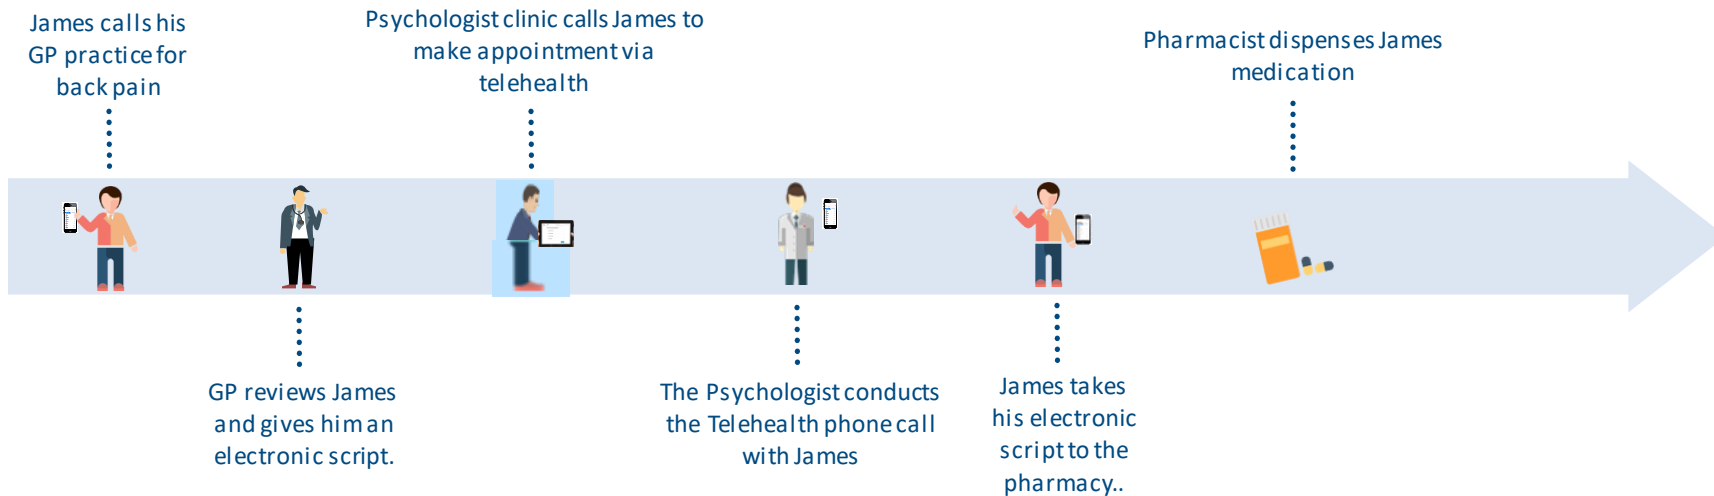 James calls his
GP practice for
back pain
Psychologist clinic calls James to
make appointment via
telehealth
Pharmacist dispenses James
medication
GP reviews James
and gives him an
electronic script.
The Psychologist conducts
the Telehealth phone call
with James
James takes
his electronic
script to the
pharmacy..